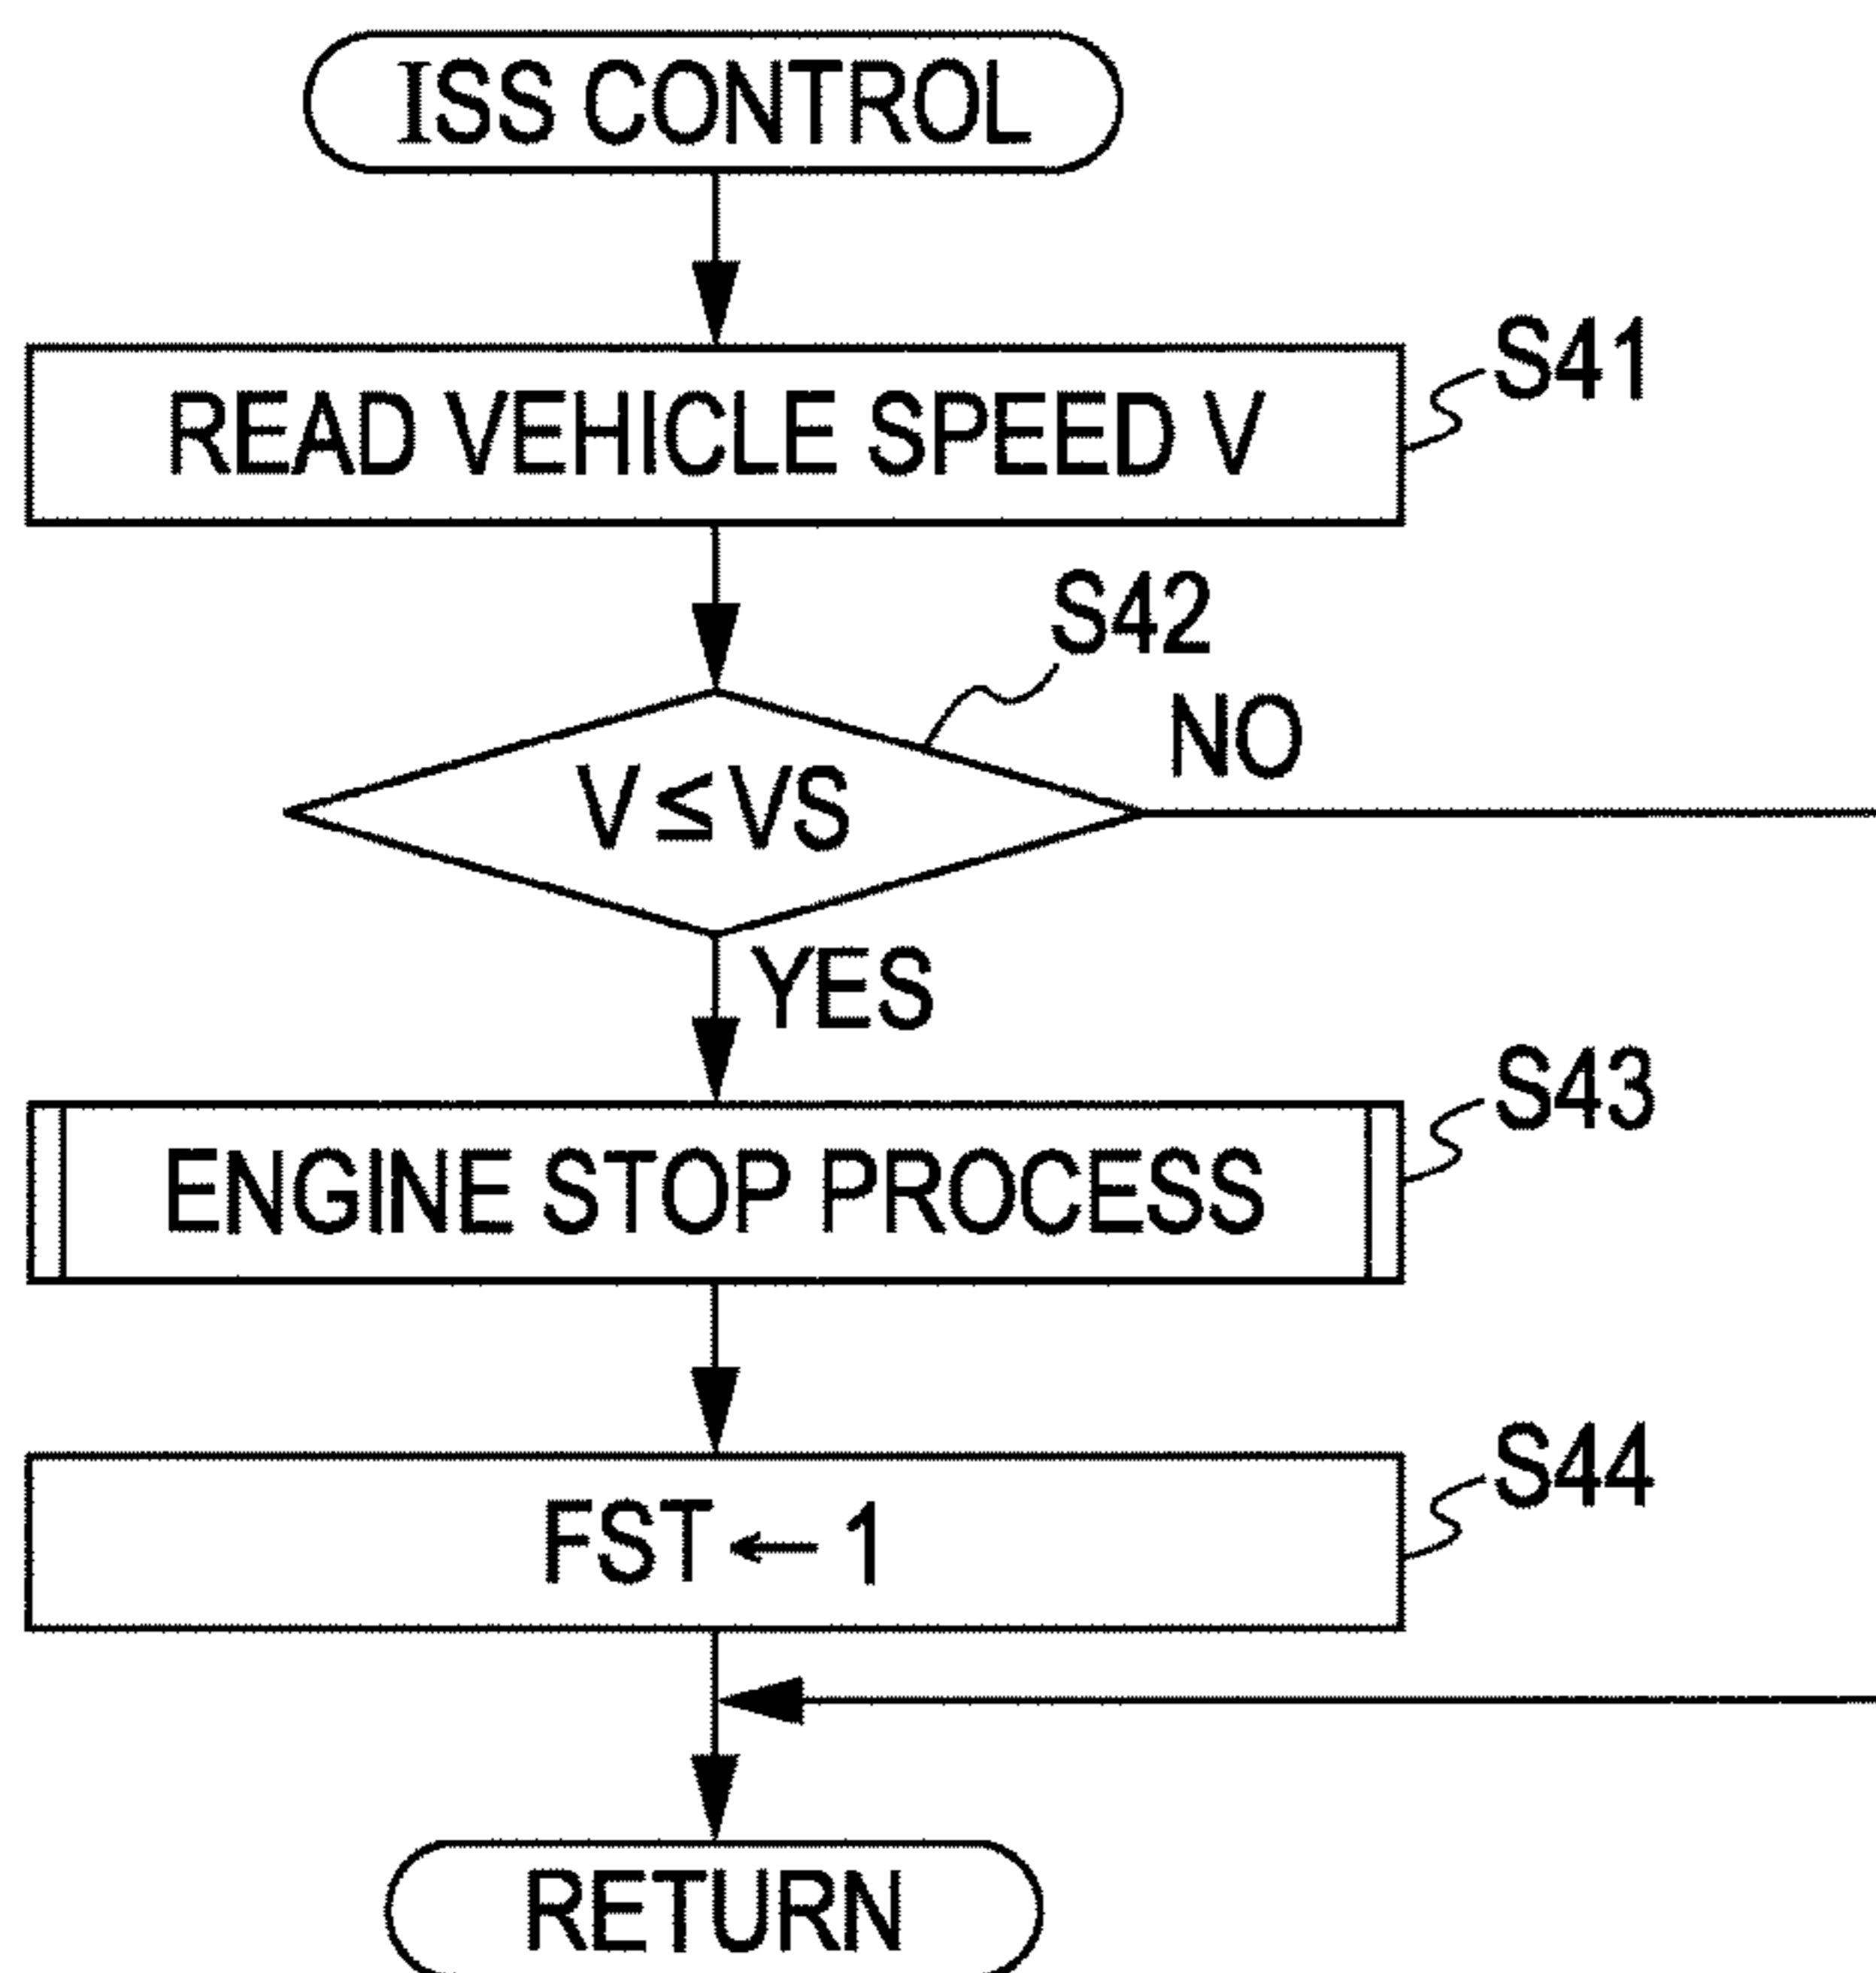 ISS CONTROL
READ VEHICLE SPEED V
S41
S42
V ≤ VS
NO
YES
ENGINE STOP PROCESS
S43
FST ← 1
S44
RETURN